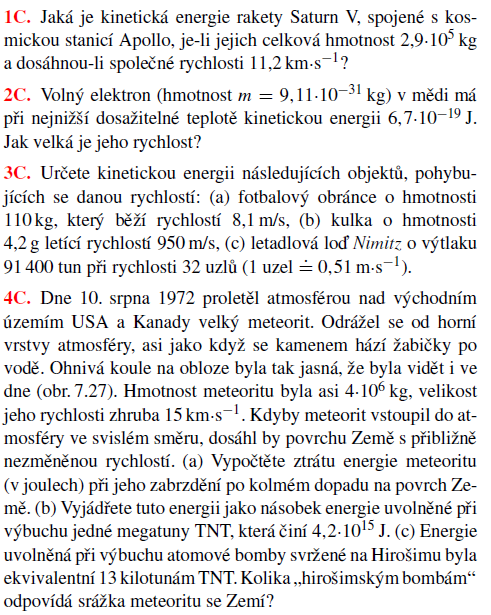 1C. Jaká je kinetická energie rakety Saturn V, spojené s kos-
mickou stanicí Apollo, je-li jejich celková hmotnost 2,9·10⁵ kg
a dosáhnou-li společné rychlosti 11,2 km·s⁻¹?
2C. Volný elektron (hmotnost m = 9,11·10⁻³¹ kg) v mědi má
při nejnižší dosažitelné teplotě kinetickou energii 6,7·10⁻¹⁹ J.
Jak velká je jeho rychlost?
3C. Určete kinetickou energii následujících objektů, pohybu-
jících se danou rychlostí: (a) fotbalový obránce o hmotnosti
110 kg, který běží rychlostí 8,1 m/s, (b) kulka o hmotnosti
4,2 g letící rychlostí 950 m/s, (c) letadlová loď Nimitz o výtlaku
91 400 tun při rychlosti 32 uzlů (1 uzel ≐ 0,51 m·s⁻¹).
4C. Dne 10. srpna 1972 proletěl atmosférou nad východním
územím USA a Kanady velký meteorit. Odrážel se od horní
vrstvy atmosféry, asi jako když se kamenem hází žabičky po
vodě. Ohnivá koule na obloze byla tak jasná, že byla vidět i ve
dne (obr. 7.27). Hmotnost meteoritu byla asi 4·10⁶ kg, velikost
jeho rychlosti zhruba 15 km·s⁻¹. Kdyby meteorit vstoupil do at-
mosféry ve svislém směru, dosáhl by povrchu Země s přibližně
nezměněnou rychlostí. (a) Vypočtěte ztrátu energie meteoritu
(v joulech) při jeho zabrzdění po kolmém dopadu na povrch Ze-
mě. (b) Vyjádřete tuto energii jako násobek energie uvolněné při
výbuchu jedné megatuny TNT, která činí 4,2·10¹⁵ J. (c) Energie
uvolněná při výbuchu atomové bomby svržené na Hirošimu byla
ekvivalentní 13 kilotunám TNT. Kolika „hirošimským bombám“
odpovídá srážka meteoritu se Zemí?